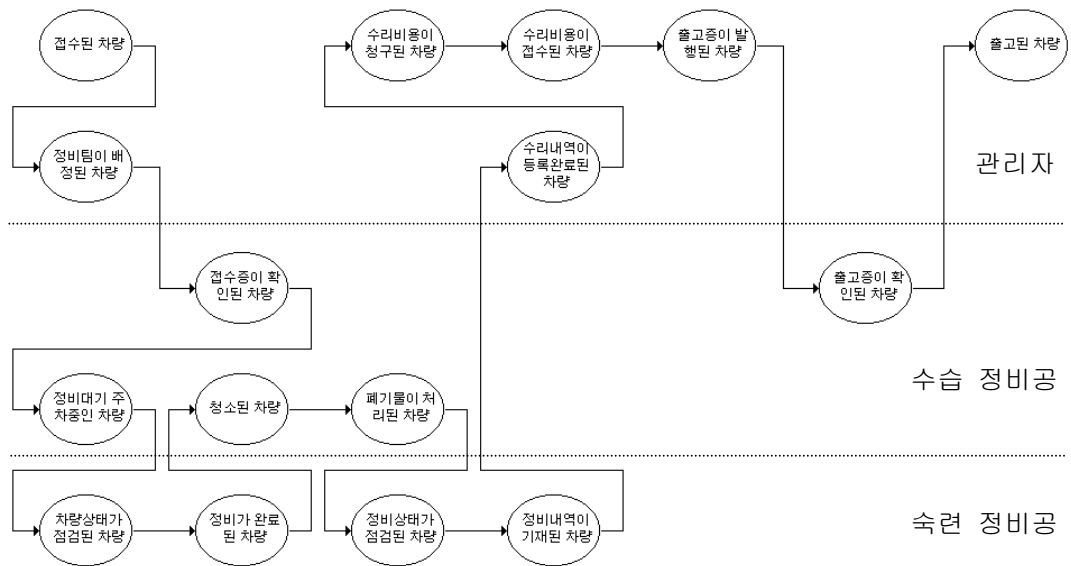 접수된 차량
수리비용이
청구된 차량
수리비용이
접수된 차량
출고증이 발
행된 차량
출고된 차량
정비팀이 배
정된 차량
수리내역이
등록완료된
차량
관리자
접수증이 확
인된 차량
출고증이 확
인된 차량
정비대기 주
차중인 차량
청소된 차량
폐기물이 처
리된 차량
수습 정비공
차량상태가
점검된 차량
정비가 완료
된 차량
정비상태가
점검된 차량
정비내역이
기재된 차량
숙련 정비공